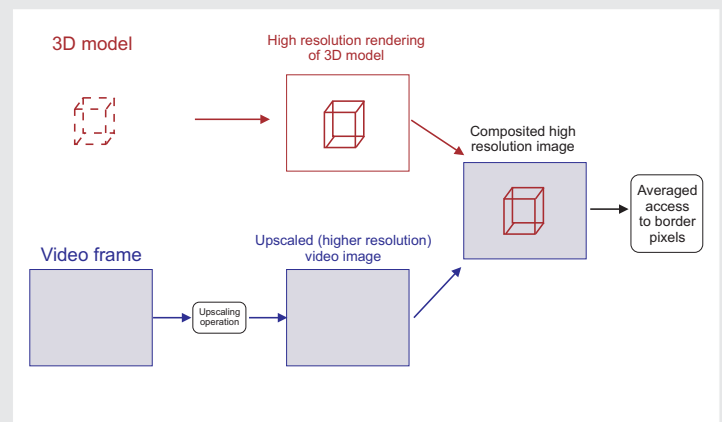 3D model
High resolution rendering
of 3D model
Composited high
resolution image
Averaged
access
to border
pixels
Video frame
Upscaled (higher resolution)
video image
Upscaling
operation